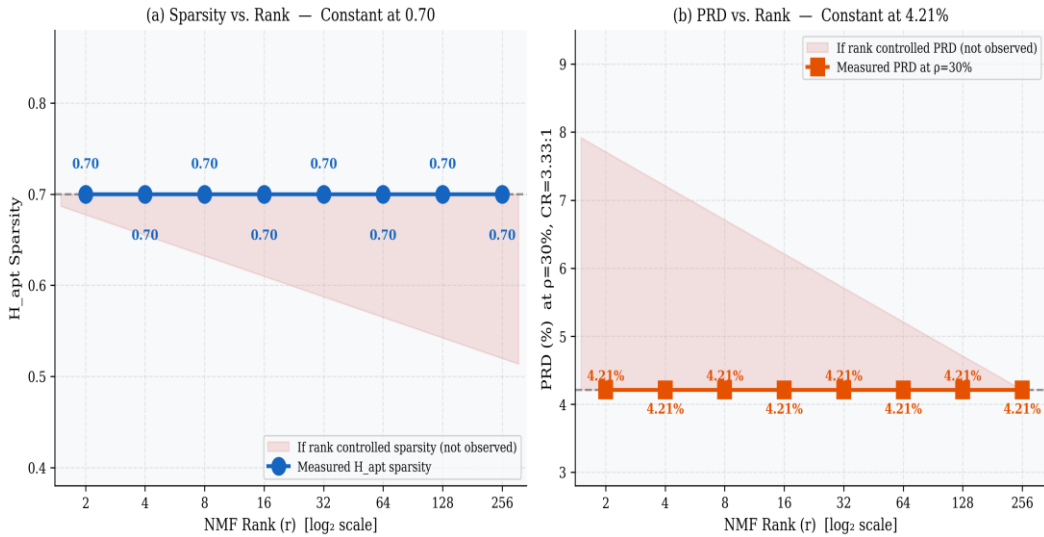 (a) Sparsity vs. Rank — Constant at 0.70
H_apt Sparsity
0.8
0.7
0.6
0.5
0.4
0.70 0.70 0.70 0.70
0.70 0.70 0.70 0.70
If rank controlled sparsity (not observed)
Measured H_apt sparsity
2 4 8 16 32 64 128 256
NMF Rank (r) [log₂ scale]
(b) PRD vs. Rank — Constant at 4.21%
PRD (%) at ρ=30%, CR=3.33:1
9
8
7
6
5
4
3
If rank controlled PRD (not observed)
Measured PRD at ρ=30%
4.21% 4.21% 4.21% 4.21%
4.21% 4.21% 4.21% 4.21%
2 4 8 16 32 64 128 256
NMF Rank (r) [log₂ scale]